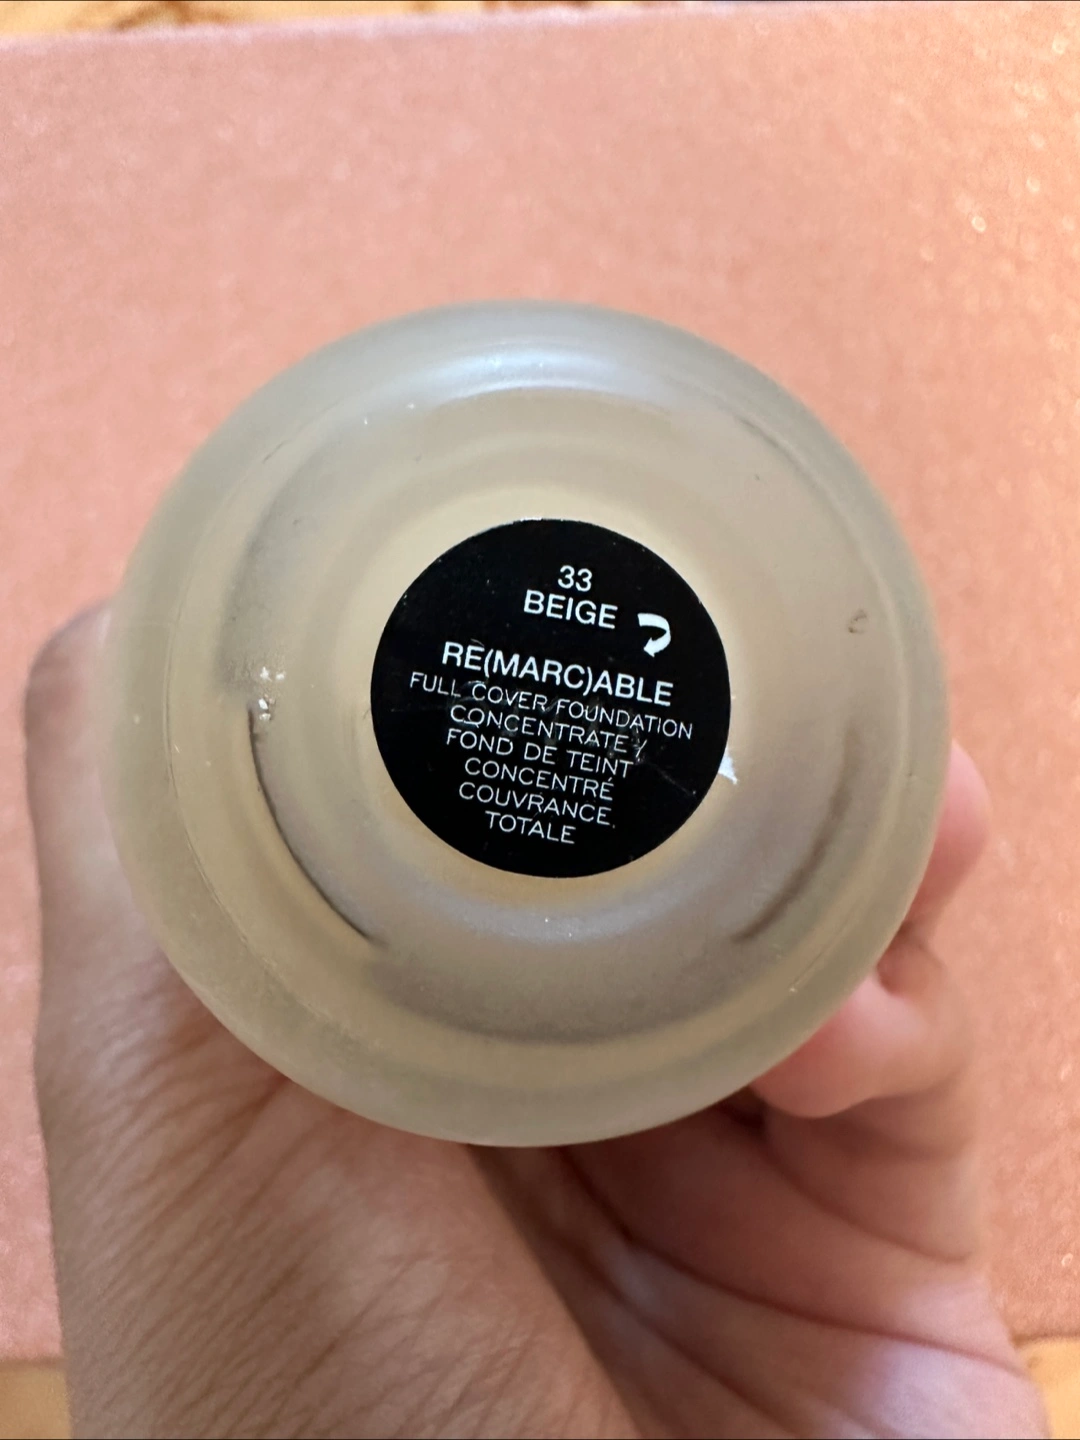 33
BEIGE
RE(MARC)ABLE
FULL COVER FOUNDATION
CONCENTRATE /
FOND DE TEINT
CONCENTRÉ
COUVRANCE
TOTALE